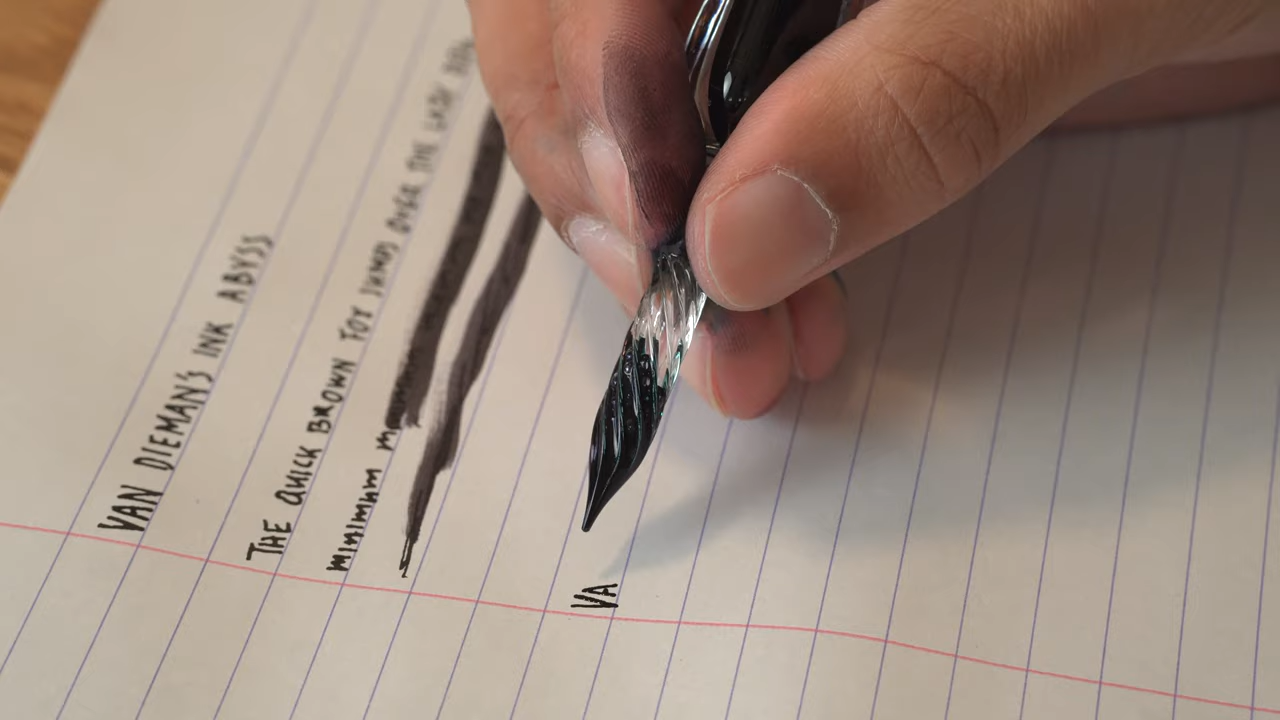 VAN DIEMAN'S INK ABYSS
THE QUICK BROWN FOX JUMPS OVER THE LAZY
minimum
VA